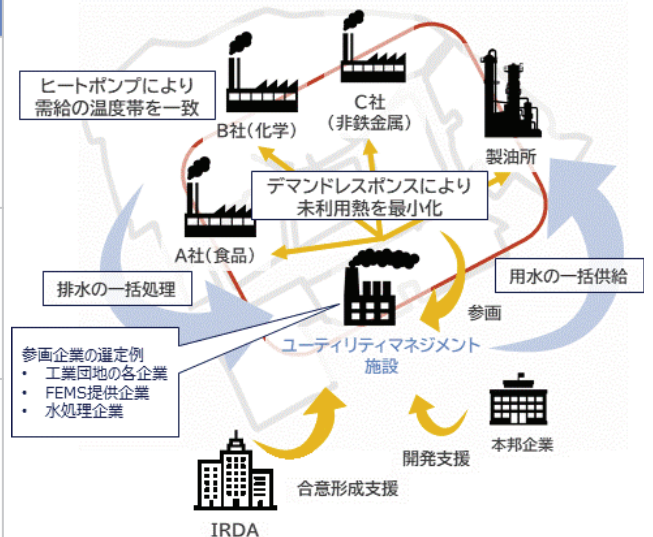 ヒートポンプにより
需給の温度帯を一致
B社(化学)
C社
(非鉄金属)
製油所
デマンドレスポンスにより
未利用熱を最小化
A社(食品)
排水の一括処理
用水の一括供給
参画
ユーティリティマネジメント
施設
参画企業の選定例
• 工業団地の各企業
• FEMS提供企業
• 水処理企業
本邦企業
開発支援
合意形成支援
IRDA